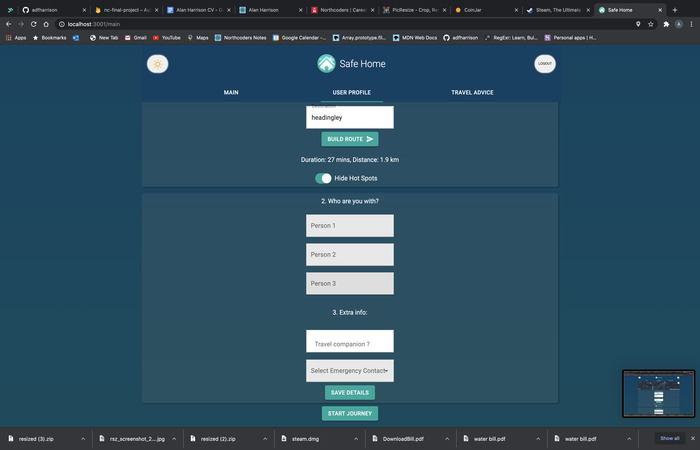 adfharrison
nc-final-project – Au
Alan Harrison CV – G
Alan Harrison
Northcoders | Caree
PicResize - Crop, R
CoinJar
Steam, The Ultimate
Safe Home
localhost:3001/main
Apps
Bookmarks
M
Northcoders Notes
Gmail
YouTube
Maps
Google Calendar -...
Array.prototype.fil...
MDN Web Docs
adfharrison
RegExr: Learn, Bui...
Personal apps | H...
Safe Home
LOGOUT
MAIN
USER PROFILE
TRAVEL ADVICE
headingley
BUILD ROUTE
Duration: 27 mins, Distance: 1.9 km
Hide Hot Spots
2. Who are you with?
Person 1
Person 2
Person 3
3. Extra info:
Travel companion ?
Select Emergency Contact
SAVE DETAILS
START JOURNEY
resized (3).zip
rsz_screenshot_2....jpg
resized (2).zip
steam.dmg
DownloadBill.pdf
water bill.pdf
water bill.pdf
Show all